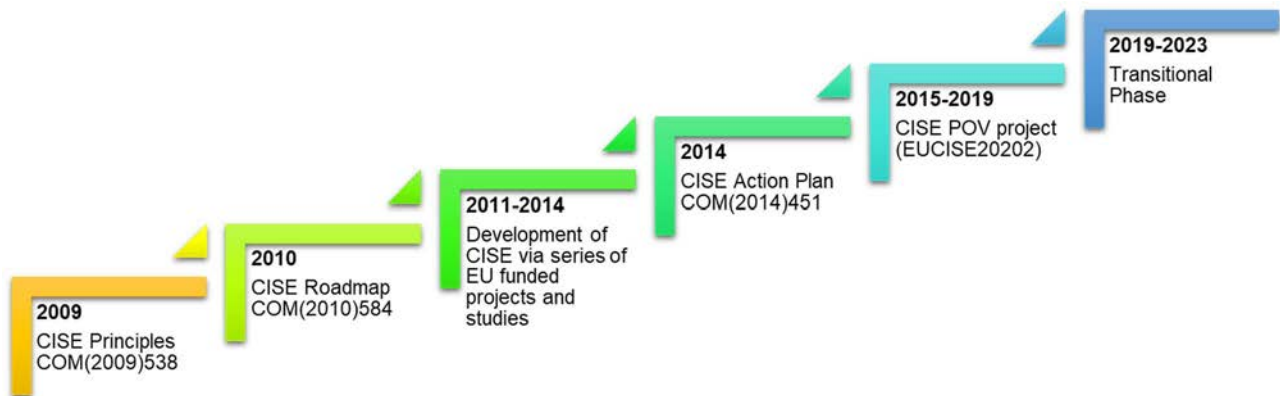 2009
CISE Principles
COM(2009)538
2010
CISE Roadmap
COM(2010)584
2011-2014
Development of
CISE via series of
EU funded
projects and
studies
2014
CISE Action Plan
COM(2014)451
2015-2019
CISE POV project
(EUCISE20202)
2019-2023
Transitional
Phase